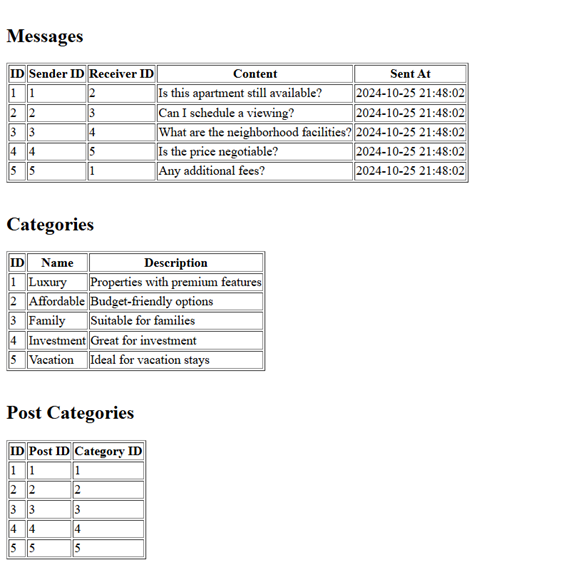 Messages
ID Sender ID Receiver ID Content Sent At
1 1 2 Is this apartment still available? 2024-10-25 21:48:02
2 2 3 Can I schedule a viewing? 2024-10-25 21:48:02
3 3 4 What are the neighborhood facilities? 2024-10-25 21:48:02
4 4 5 Is the price negotiable? 2024-10-25 21:48:02
5 5 1 Any additional fees? 2024-10-25 21:48:02
Categories
ID Name Description
1 Luxury Properties with premium features
2 Affordable Budget-friendly options
3 Family Suitable for families
4 Investment Great for investment
5 Vacation Ideal for vacation stays
Post Categories
ID Post ID Category ID
1 1 1
2 2 2
3 3 3
4 4 4
5 5 5